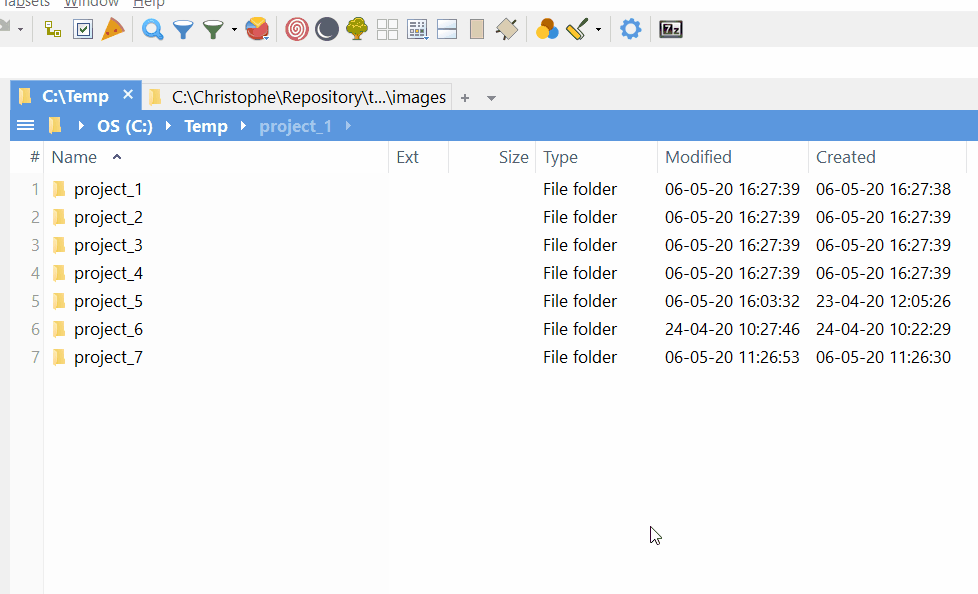 Tabsets Window Help
7z
C:\Temp × C:\Christophe\Repository\t...\images +
OS (C:) Temp project_1
# Name Ext Size Type Modified Created
1 project_1 File folder 06-05-20 16:27:39 06-05-20 16:27:38
2 project_2 File folder 06-05-20 16:27:39 06-05-20 16:27:39
3 project_3 File folder 06-05-20 16:27:39 06-05-20 16:27:39
4 project_4 File folder 06-05-20 16:27:39 06-05-20 16:27:39
5 project_5 File folder 06-05-20 16:03:32 23-04-20 12:05:26
6 project_6 File folder 24-04-20 10:27:46 24-04-20 10:22:29
7 project_7 File folder 06-05-20 11:26:53 06-05-20 11:26:30